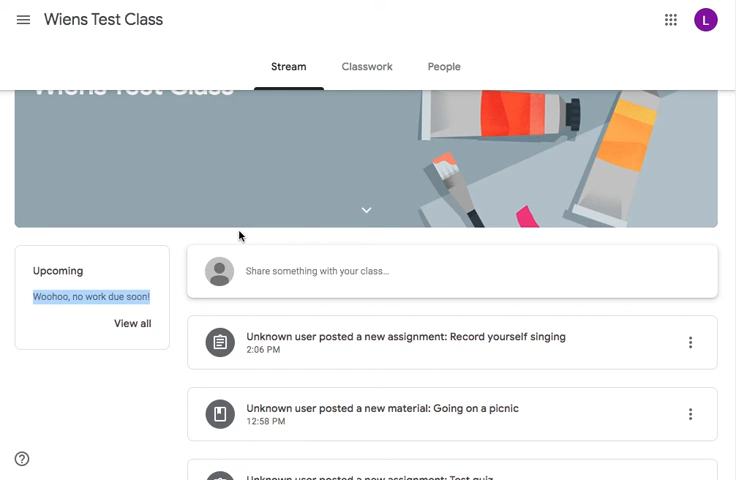 Wiens Test Class
L
Stream
Classwork
People
Wiens Test Class
Upcoming
Woohoo, no work due soon!
View all
Share something with your class...
Unknown user posted a new assignment: Record yourself singing
2:06 PM
Unknown user posted a new material: Going on a picnic
12:58 PM
Unknown user posted a new assignment: Test quiz